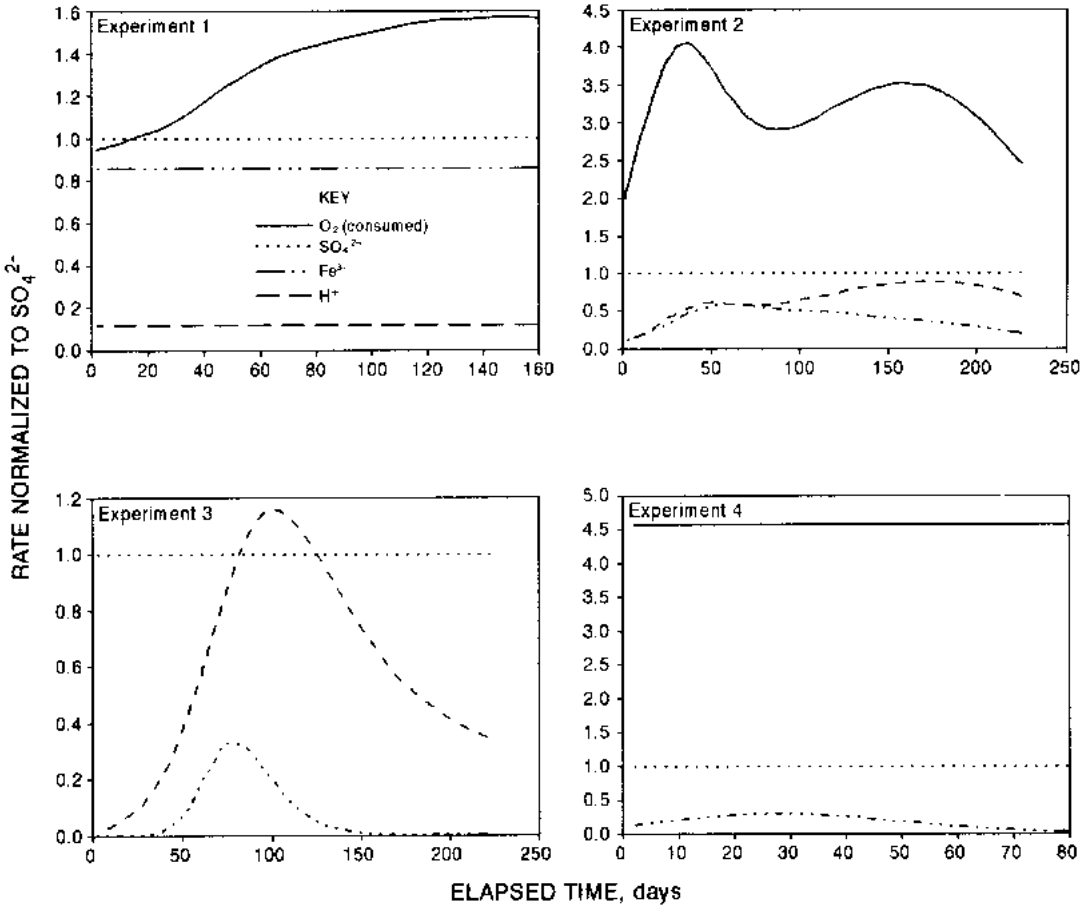 Experiment 1
1.6
1.4
1.2
1.0
0.8
0.6
0.4
0.2
0.0
0 20 40 60 80 100 120 140 160
KEY
O₂ (consumed)
SO₄²⁻
H⁺
Experiment 2
4.5
4.0
3.5
3.0
2.5
2.0
1.5
1.0
0.5
0.0
0 50 100 150 200 250
RATE NORMALIZED TO SO₄²⁻
Experiment 3
1.2
1.0
0.8
0.6
0.4
0.2
0.0
0 50 100 150 200 250
Experiment 4
5.0
4.5
4.0
3.5
3.0
2.5
2.0
1.5
1.0
0.5
0.0
0 10 20 30 40 50 60 70 80
ELAPSED TIME, days